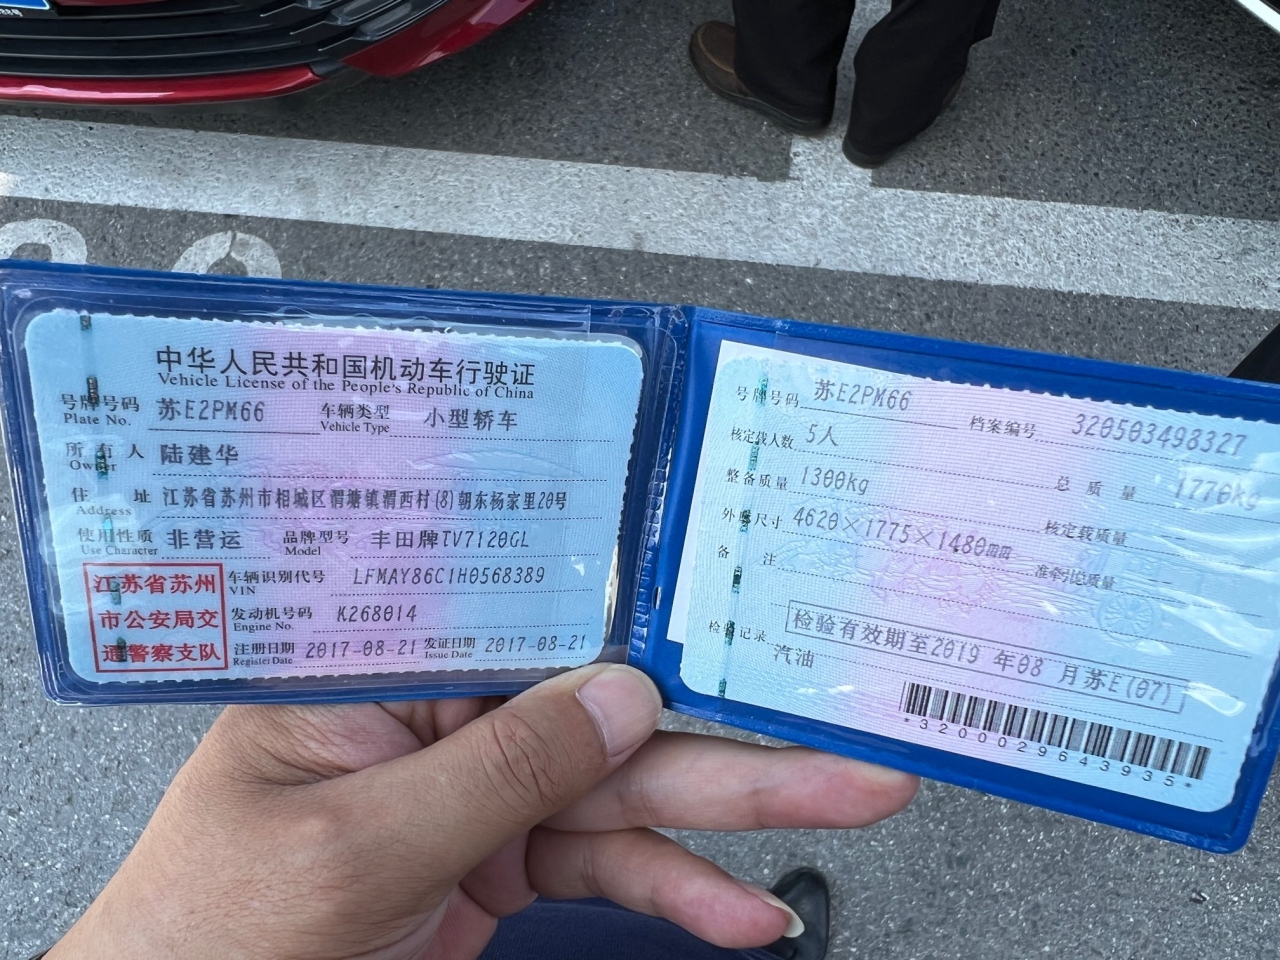 中华人民共和国机动车行驶证
Vehicle License of the People's Republic of China
号牌号码 苏E2PM66 车辆类型 小型轿车
Plate No. Vehicle Type
所有人 陆建华
Owner
住址 江苏省苏州市相城区渭塘镇渭西村(8)朝东杨家里20号
Address
使用性质 非营运 品牌型号 丰田牌TV7120GL
Use Character Model
江苏省苏州
市公安局交
通警察支队
车辆识别代号 LFMAY86C1H0568389
VIN
发动机号码 K268014
Engine No.
注册日期 2017-08-21 发证日期 2017-08-21
Register Date Issue Date
号牌号码 苏E2PM66 档案编号 320503498327
核定载人数 5人 总质量 1770kg
整备质量 1300kg 核定载质量
外廓尺寸 4620×1775×1480mm 准牵引总质量
备注
检验有效期至2019 年08 月苏E(07)
检验记录
汽油
*3200029643935*